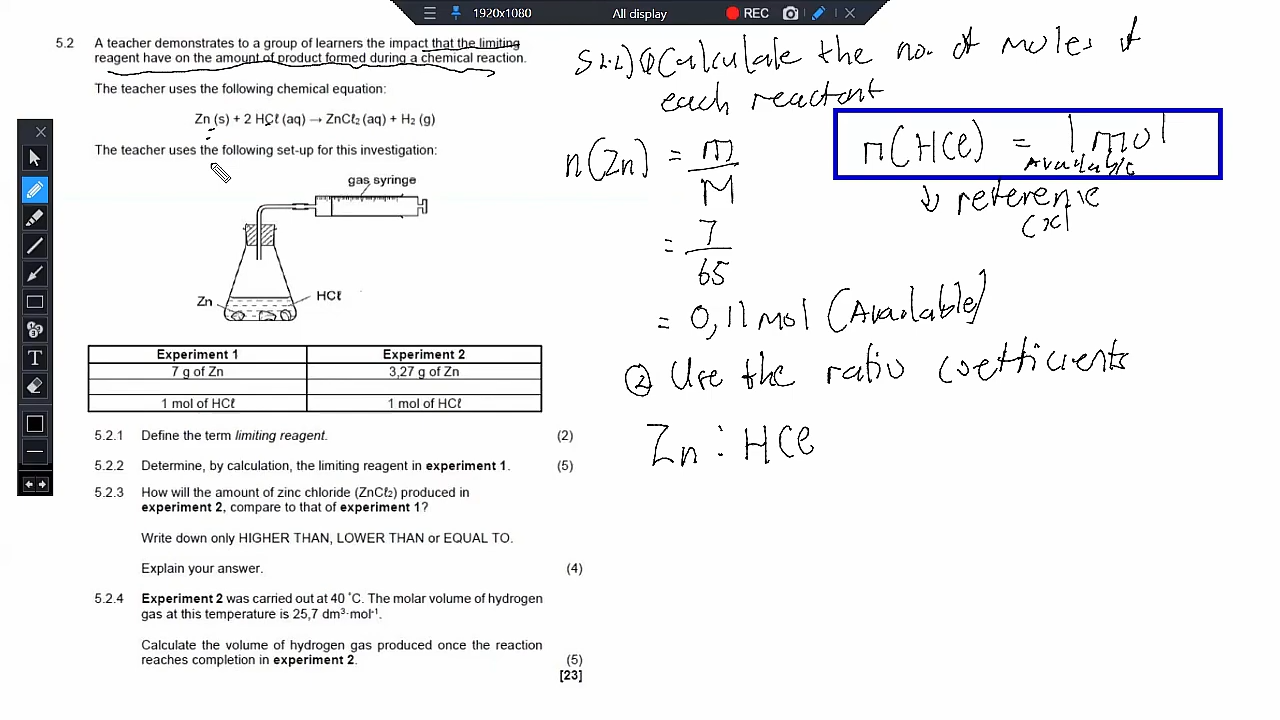 1920x1080 All display REC
5.2 A teacher demonstrates to a group of learners the impact that the limiting
reagent have on the amount of product formed during a chemical reaction.
The teacher uses the following chemical equation:
Zn (s) + 2 HCℓ (aq) → ZnCℓ₂ (aq) + H₂ (g)
The teacher uses the following set-up for this investigation:
gas syringe
Zn
HCℓ
Experiment 1 Experiment 2
7 g of Zn 3,27 g of Zn
1 mol of HCℓ 1 mol of HCℓ
5.2.1 Define the term limiting reagent. (2)
5.2.2 Determine, by calculation, the limiting reagent in experiment 1. (5)
5.2.3 How will the amount of zinc chloride (ZnCℓ₂) produced in
experiment 2, compare to that of experiment 1?
Write down only HIGHER THAN, LOWER THAN or EQUAL TO.
Explain your answer. (4)
5.2.4 Experiment 2 was carried out at 40 ˚C. The molar volume of hydrogen
gas at this temperature is 25,7 dm³·mol⁻¹.
Calculate the volume of hydrogen gas produced once the reaction
reaches completion in experiment 2. (5)
[23]
① Calculate the no. of moles of
each reactant
n(Zn) = m
M
= 7
65
= 0,11 mol (Available)
n(HCℓ) = 1 mol
Available
↓ reference
(x)
② Use the ratio coefficients
Zn : HCℓ